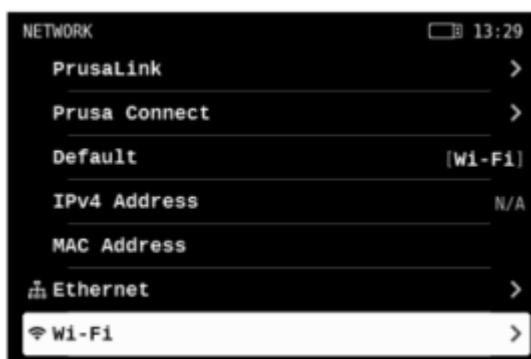 NETWORK 13:29
PrusaLink >
Prusa Connect >
Default [Wi-Fi]
IPv4 Address N/A
MAC Address
Ethernet >
Wi-Fi >